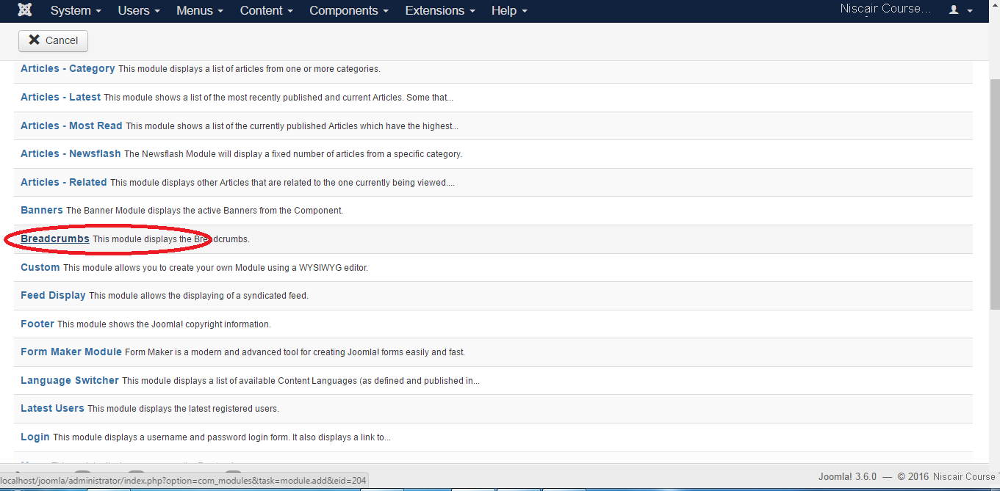 System Users Menus Content Components Extensions Help Niscair Course...
Cancel
Articles - Category This module displays a list of articles from one or more categories.
Articles - Latest This module shows a list of the most recently published and current Articles. Some that...
Articles - Most Read This module shows a list of the currently published Articles which have the highest...
Articles - Newsflash The Newsflash Module will display a fixed number of articles from a specific category.
Articles - Related This module displays other Articles that are related to the one currently being viewed....
Banners The Banner Module displays the active Banners from the Component.
Breadcrumbs This module displays the Breadcrumbs.
Custom This module allows you to create your own Module using a WYSIWYG editor.
Feed Display This module allows the displaying of a syndicated feed.
Footer This module shows the Joomla! copyright information.
Form Maker Module Form Maker is a modern and advanced tool for creating Joomla! forms easily and fast.
Language Switcher This module displays a list of available Content Languages (as defined and published in...
Latest Users This module displays the latest registered users.
Login This module displays a username and password login form. It also displays a link to...
Joomla! 3.6.0 — © 2016 Niscair Course
localhost/joomla/administrator/index.php?option=com_modules&task=module.add&eid=204